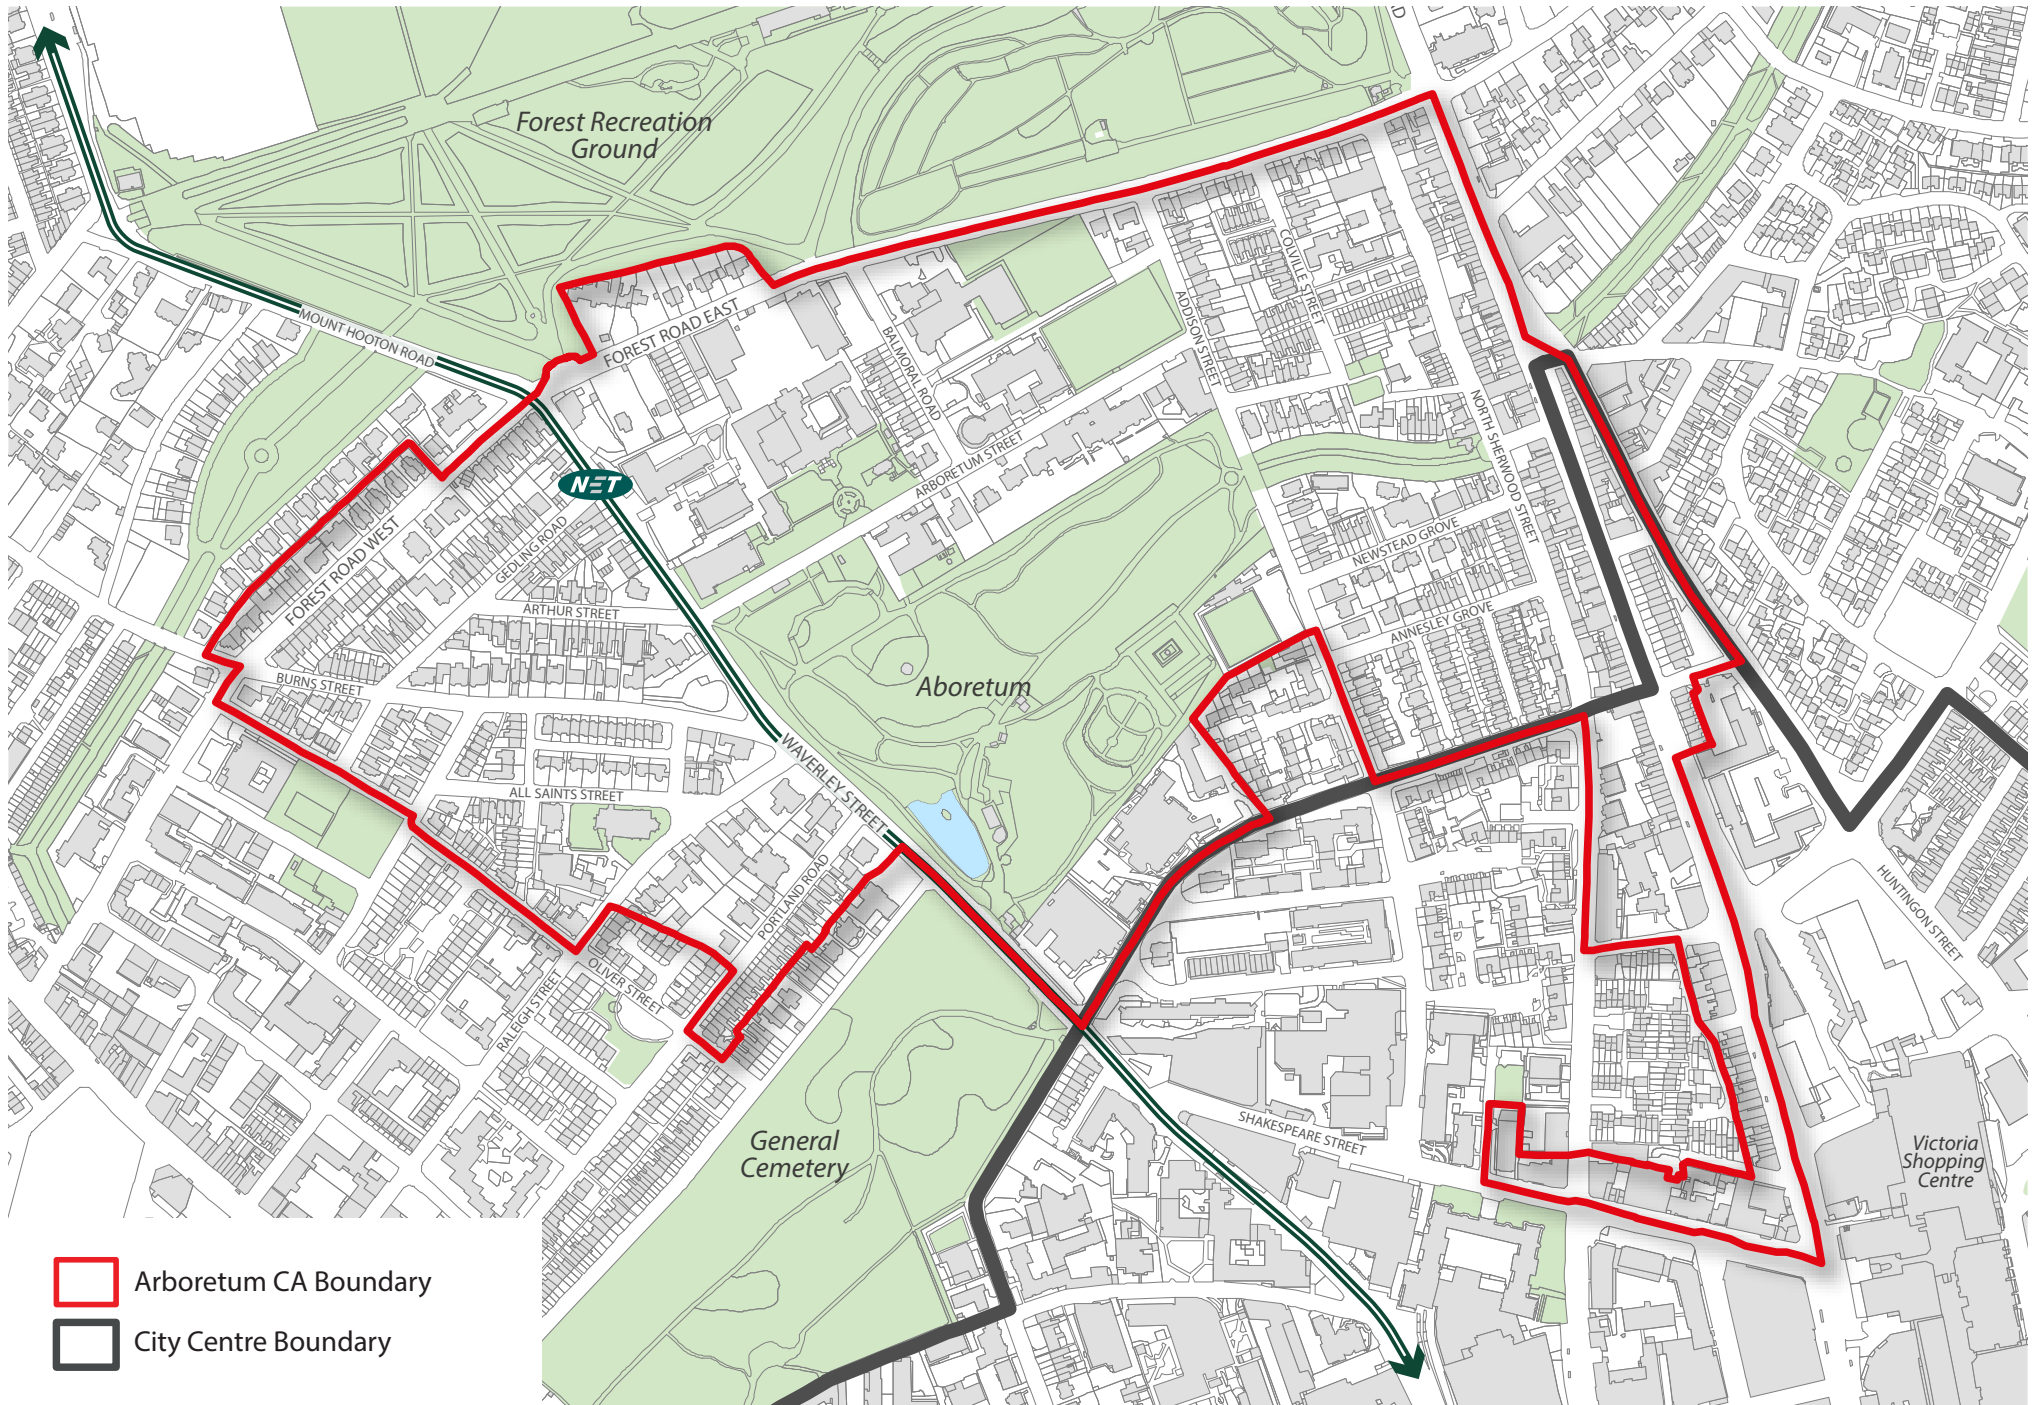 Forest Recreation
Ground
MOUNT HOOTON ROAD
FOREST ROAD EAST
BALMORAL ROAD
ADDISON STREET
COLVILLE STREET
NORTH SHERWOOD STREET
ARBORETUM STREET
NET
FOREST ROAD WEST
GEDLING ROAD
ARTHUR STREET
BURNS STREET
NEWSTEAD GROVE
ANNESLEY GROVE
Aboretum
WAVERLEY STREET
ALL SAINTS STREET
PORTLAND ROAD
OLIVER STREET
RALEIGH STREET
HUNTINGON STREET
SHAKESPEARE STREET
General
Cemetery
Victoria
Shopping
Centre
Arboretum CA Boundary
City Centre Boundary